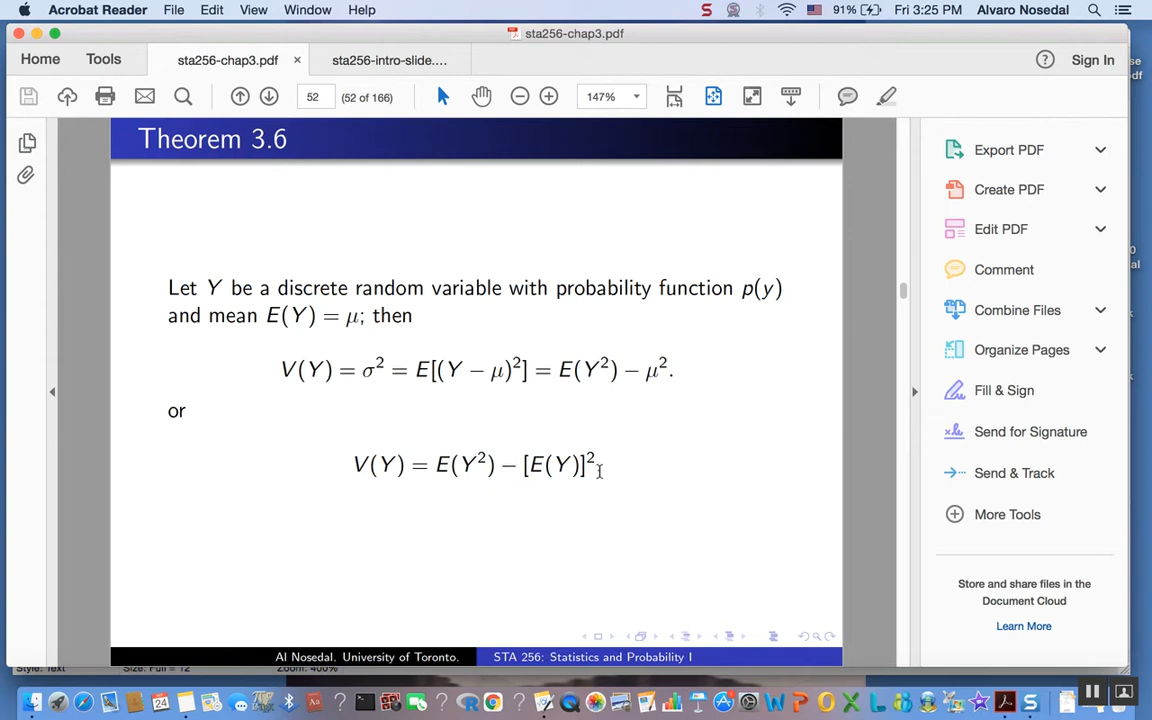 Acrobat Reader File Edit View Window Help 91% Fri 3:25 PM Alvaro Nosedal
sta256-chap3.pdf
Home Tools sta256-chap3.pdf × sta256-intro-slide.... Sign In
52 (52 of 166) 147%
Theorem 3.6
Let Y be a discrete random variable with probability function p(y)
and mean E(Y) = μ; then
V(Y) = σ² = E[(Y − μ)²] = E(Y²) − μ².
or
V(Y) = E(Y²) − [E(Y)]²
Al Nosedal. University of Toronto. STA 256: Statistics and Probability I
Export PDF
Create PDF
Edit PDF
Comment
Combine Files
Organize Pages
Fill & Sign
Send for Signature
Send & Track
More Tools
Store and share files in the
Document Cloud
Learn More